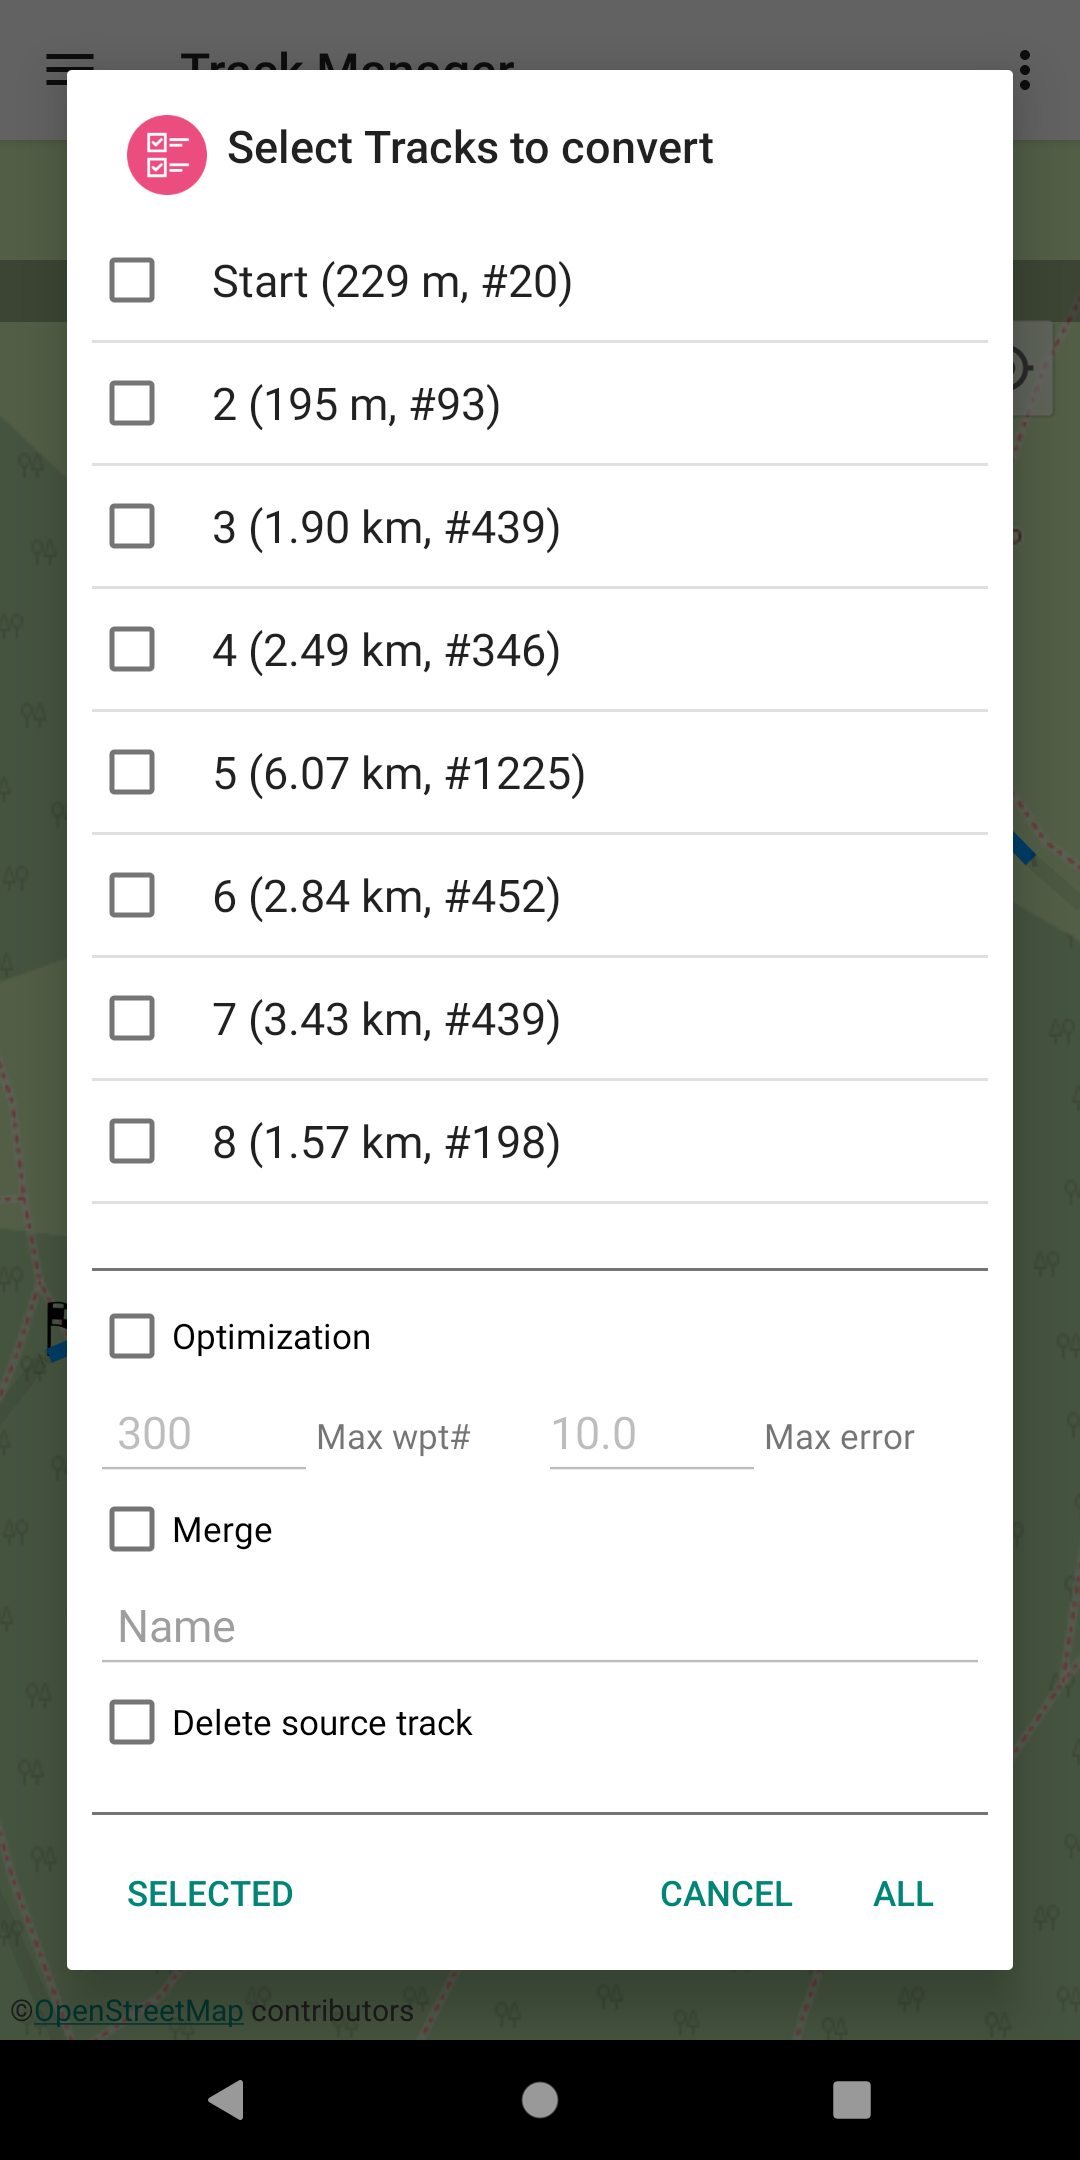 Track Manager
Select Tracks to convert
Start (229 m, #20)
2 (195 m, #93)
3 (1.90 km, #439)
4 (2.49 km, #346)
5 (6.07 km, #1225)
6 (2.84 km, #452)
7 (3.43 km, #439)
8 (1.57 km, #198)
Optimization
300 Max wpt# 10.0 Max error
Merge
Name
Delete source track
SELECTED CANCEL ALL
©OpenStreetMap contributors